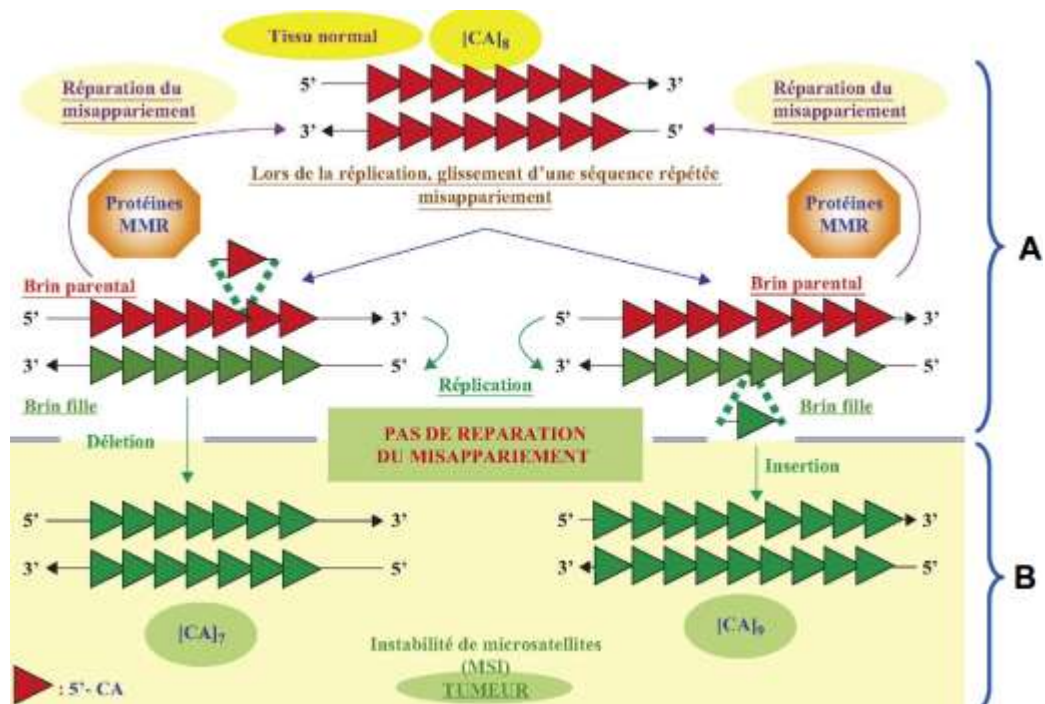 Tissu normal
[CA]8
5’
3’
3’
5’
Réparation du
misappariement
Réparation du
misappariement
Lors de la réplication, glissement d’une séquence répétée
misappariement
Protéines
MMR
Protéines
MMR
A
Brin parental
Brin parental
5’
3’
5’
3’
3’
5’
3’
5’
Réplication
Brin fille
Brin fille
Déletion
PAS DE REPARATION
DU MISAPPARIEMENT
Insertion
5’
3’
5’
3’
3’
5’
3’
5’
B
[CA]7
[CA]9
Instabilité de microsatellites
(MSI)
TUMEUR
: 5’- CA